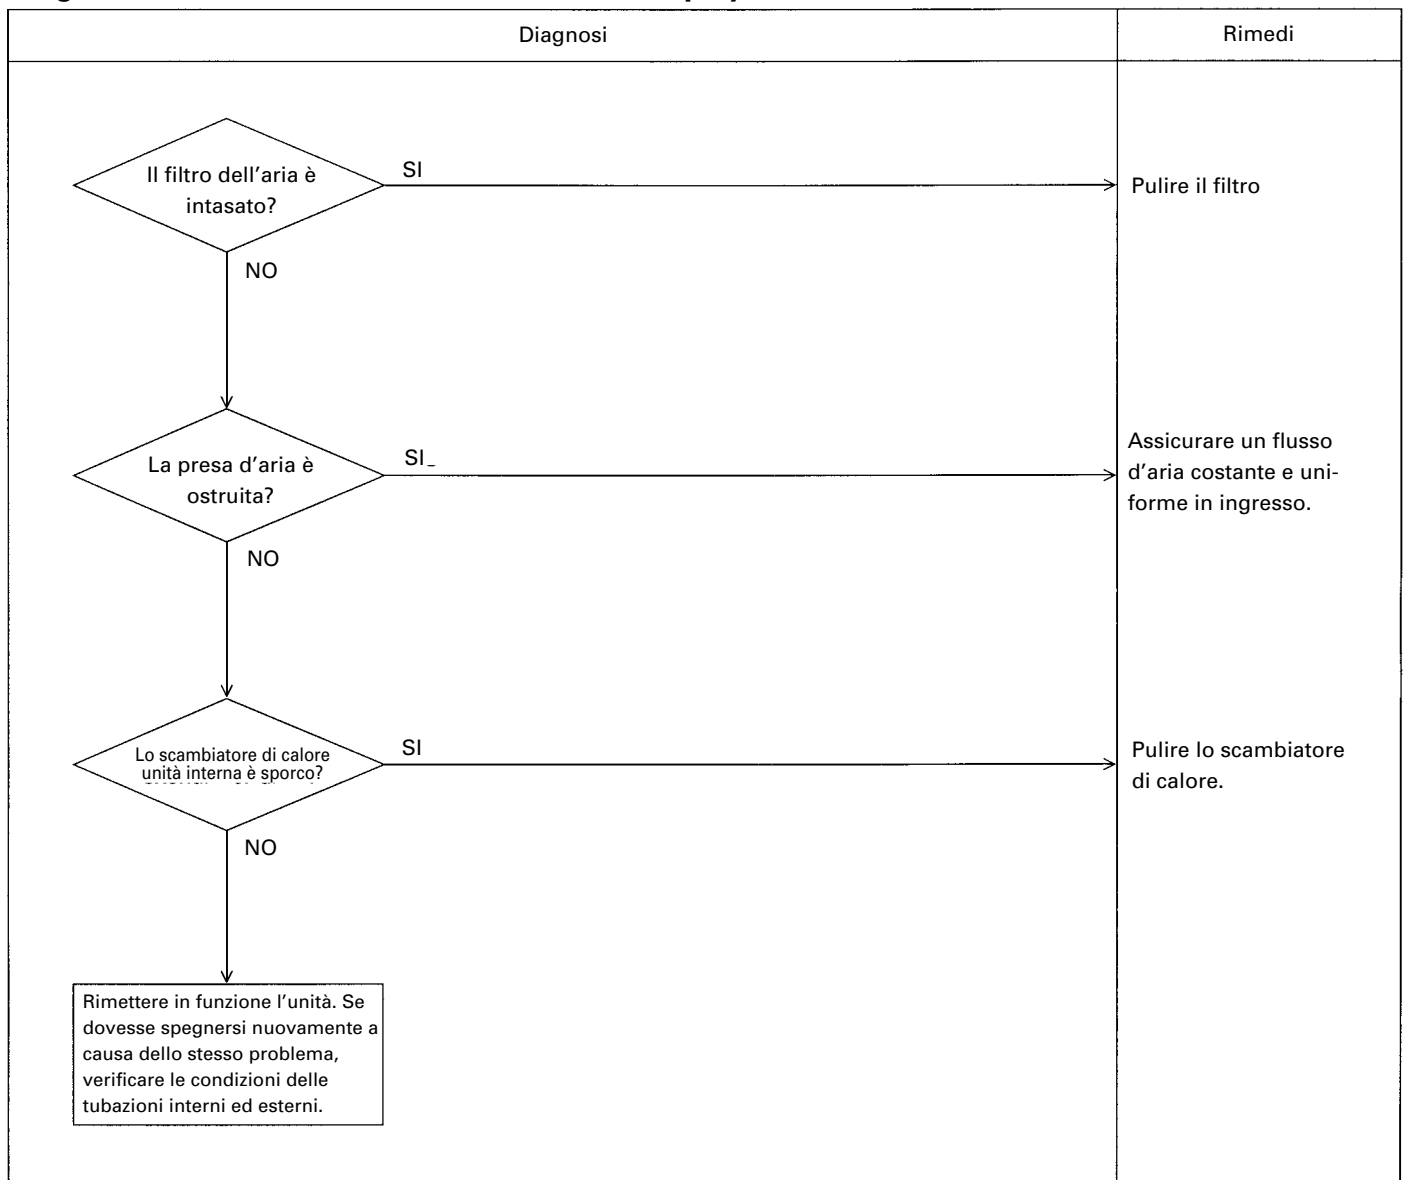 Diagnosi
Rimedi
Il filtro dell'aria è
intasato?
SI
Pulire il filtro
NO
La presa d'aria è
ostruita?
SI
Assicurare un flusso
d'aria costante e uni-
forme in ingresso.
NO
Lo scambiatore di calore
unità interna è sporco?
SI
Pulire lo scambiatore
di calore.
NO
Rimettere in funzione l'unità. Se
dovesse spegnersi nuovamente a
causa dello stesso problema,
verificare le condizioni delle
tubazioni interni ed esterni.